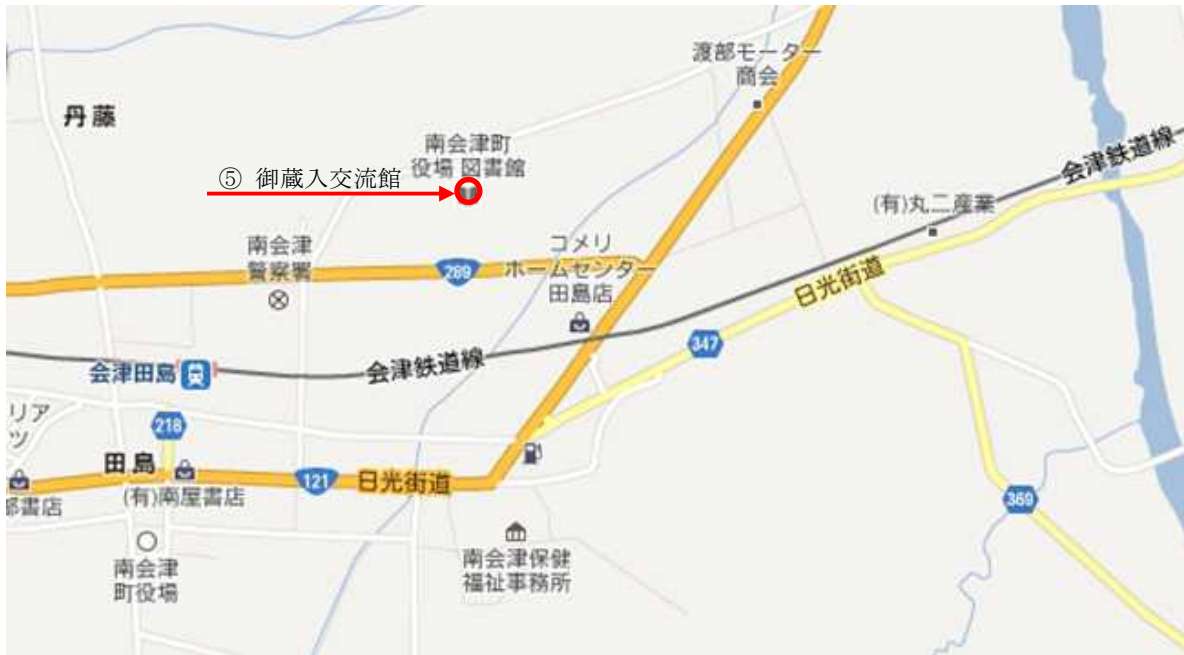 渡部モーター
商会
丹藤
南会津町
役場 図書館
⑤ 御蔵入交流館
会津鉄道線
(有)丸二産業
南会津
警察署
289
コメリ
ホームセンター
田島店
日光街道
347
会津鉄道線
会津田島
リア
ツ
218
田島
(有)南屋書店
121
日光街道
部書店
369
南会津
町役場
南会津保健
福祉事務所